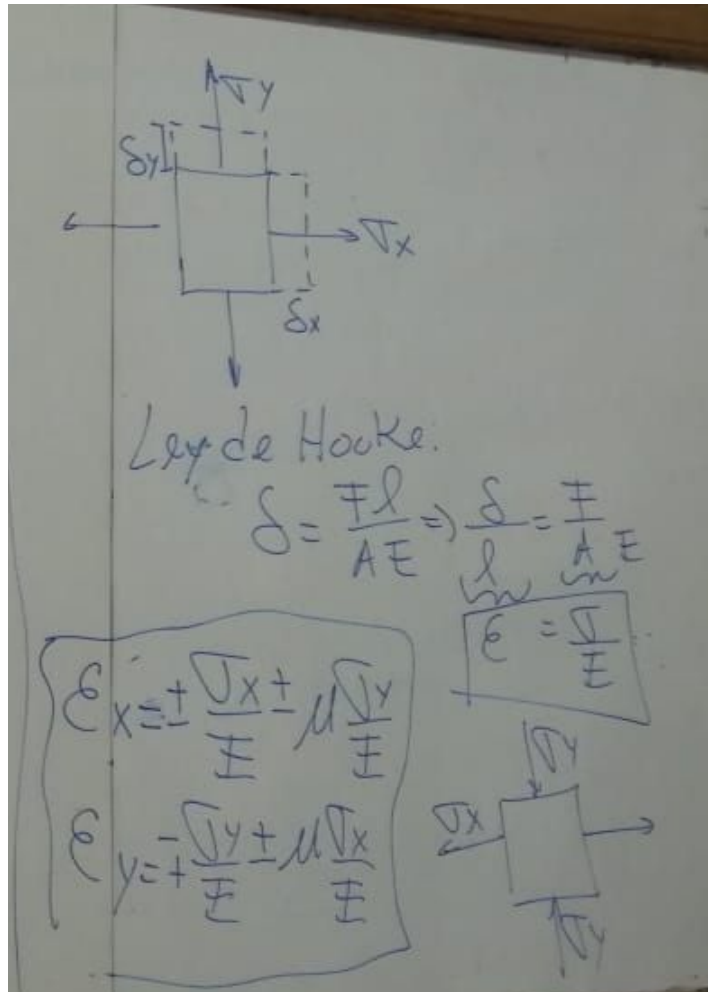 σy
δy
σx
δx
Ley de Hooke.
δ = Fl/AE => δ/l = F/A E
ε = σ/E
εx = ± σx/E ± μ σy/E
σy
σx
εy = ± σy/E ± μ σx/E
σy